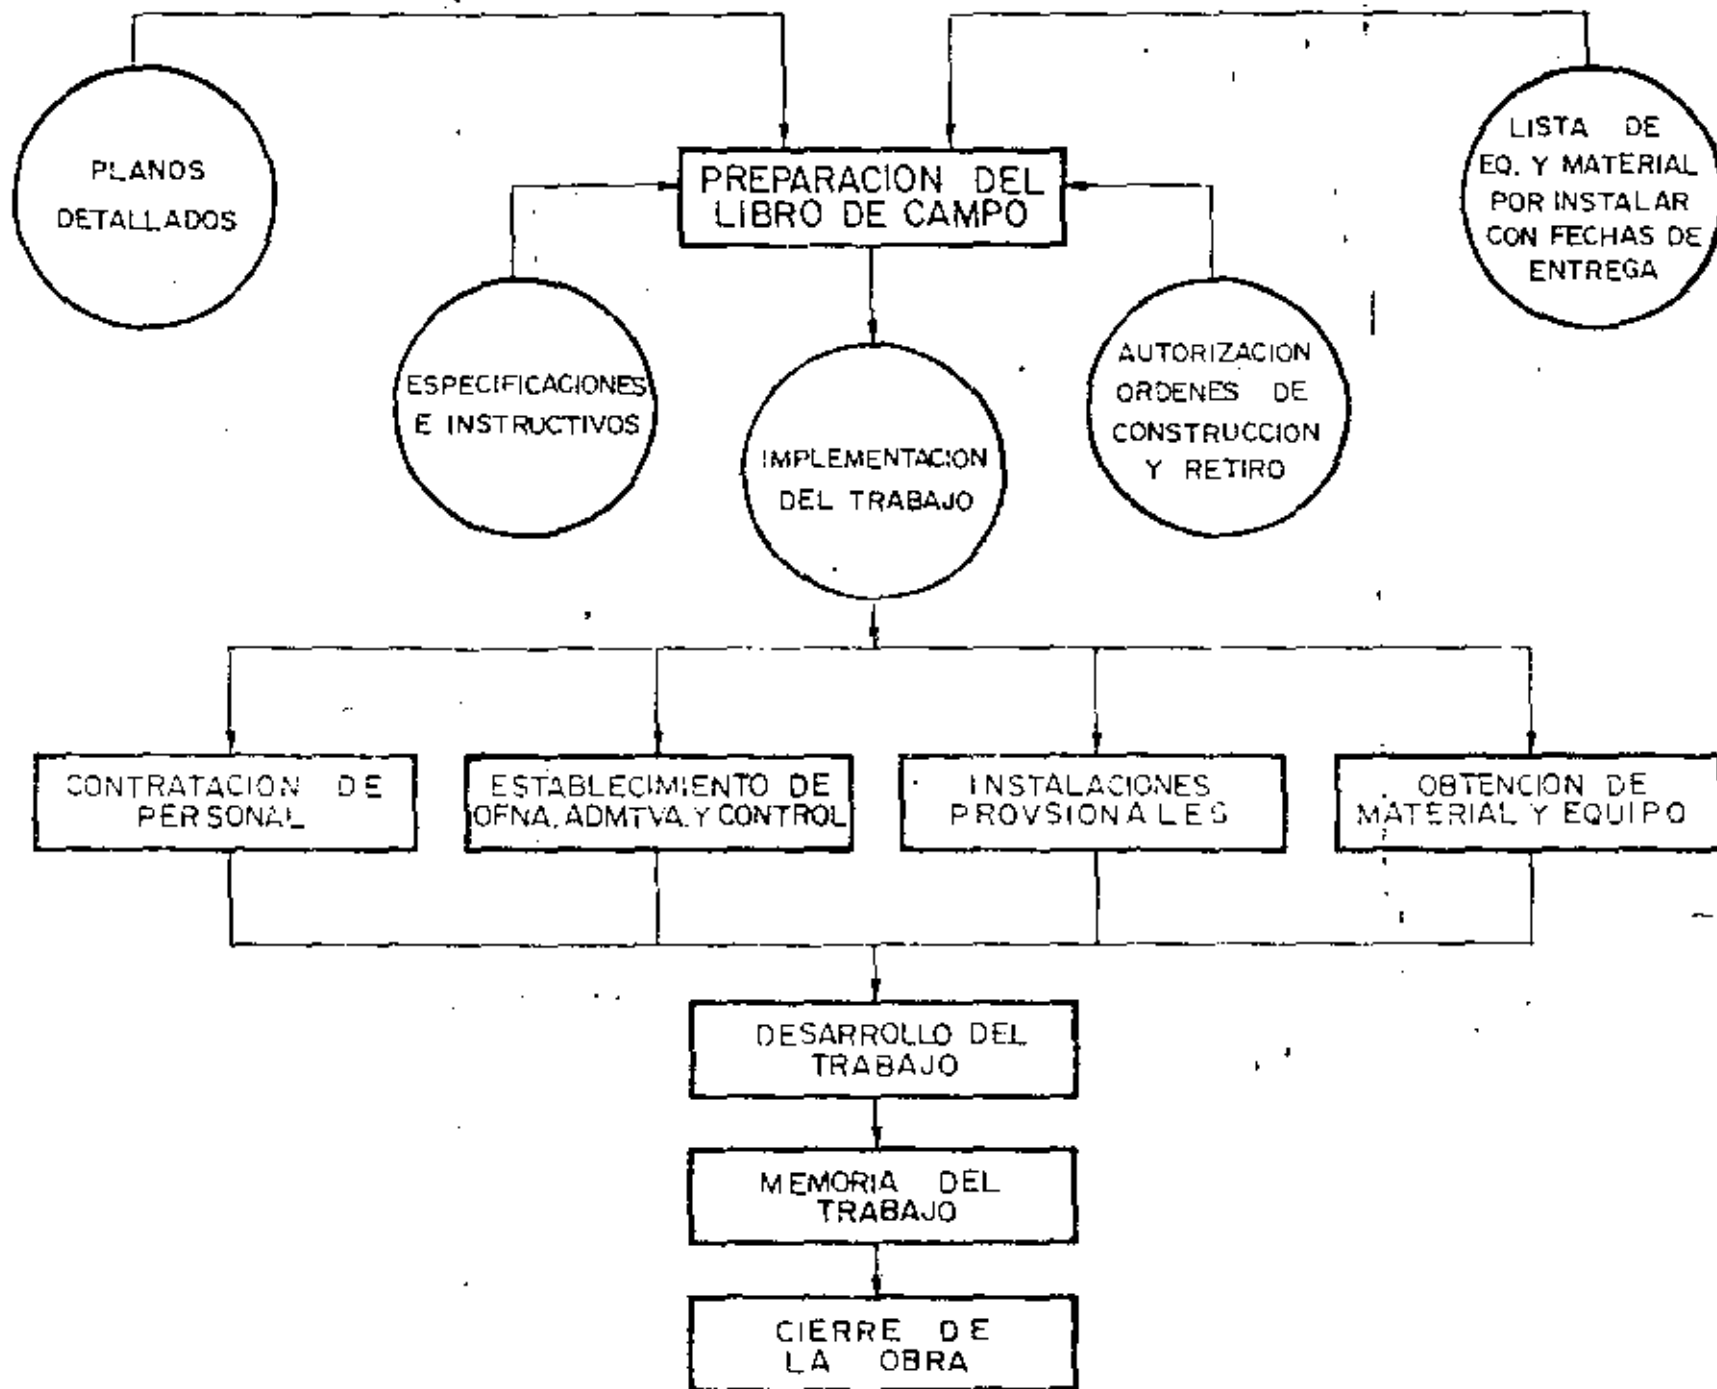 PLANOS
DETALLADOS
PREPARACION DEL
LIBRO DE CAMPO
LISTA DE
EQ. Y MATERIAL
POR INSTALAR
CON FECHAS DE
ENTREGA
ESPECIFICACIONES
E INSTRUCTIVOS
IMPLEMENTACION
DEL TRABAJO
AUTORIZACION
ORDENES DE
CONSTRUCCION
Y RETIRO
CONTRATACION DE
PERSONAL
ESTABLECIMIENTO DE
OFNA. ADMTVA. Y CONTROL
INSTALACIONES
PROVSIONALES
OBTENCION DE
MATERIAL Y EQUIPO
DESARROLLO DEL
TRABAJO
MEMORIA DEL
TRABAJO
CIERRE DE
LA OBRA